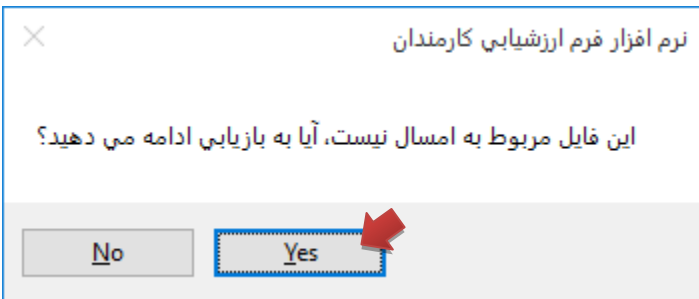 نرم افزار فرم ارزشيابي كارمندان
اين فايل مربوط به امسال نيست، آيا به بازيابي ادامه مي دهيد؟
Yes
No